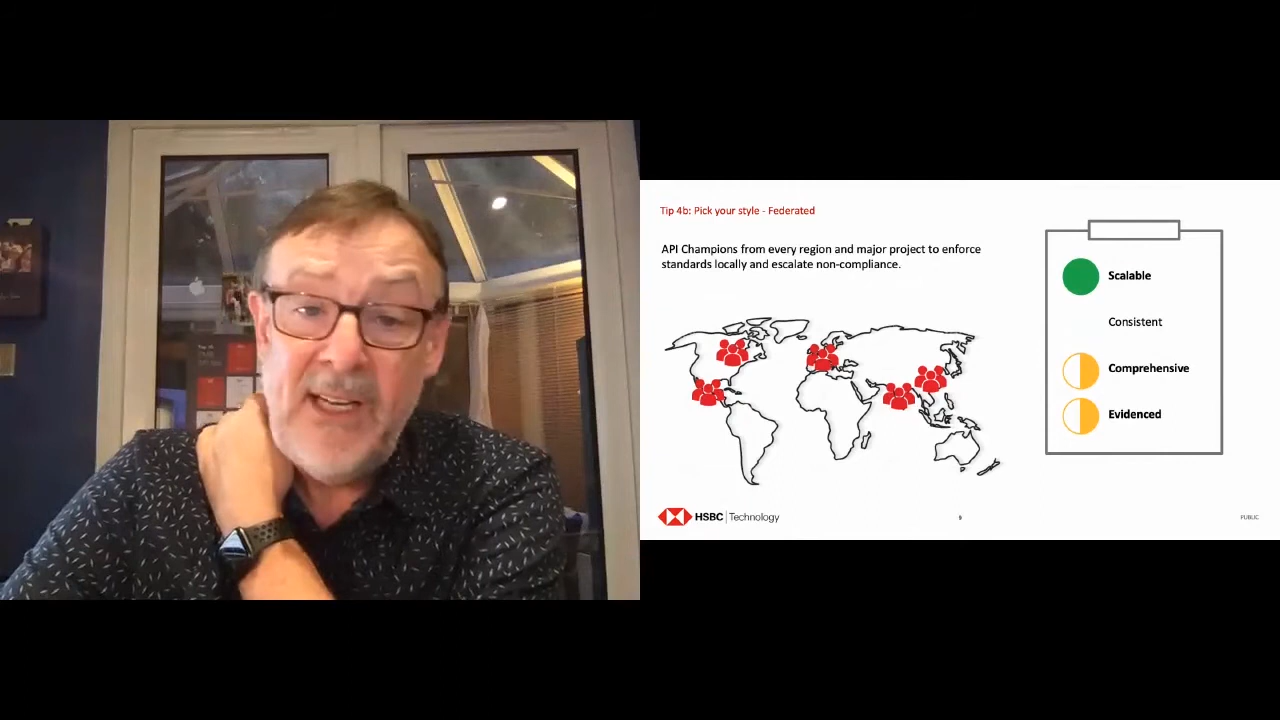 Tip 4b: Pick your style - Federated
API Champions from every region and major project to enforce
standards locally and escalate non-compliance.
Scalable
Consistent
Comprehensive
Evidenced
HSBC Technology
9
PUBLIC